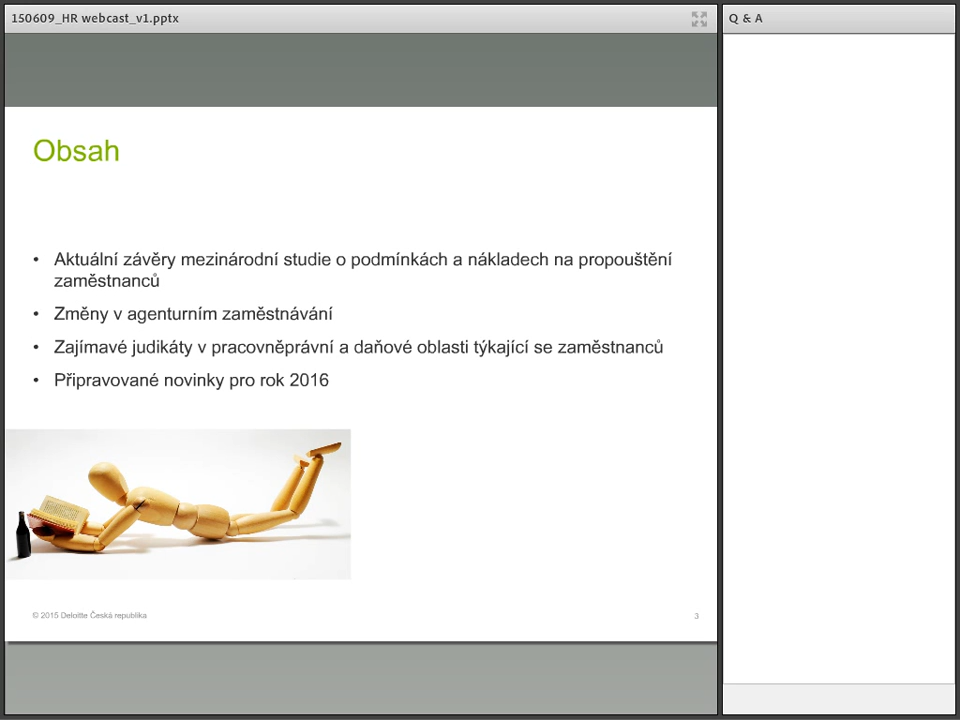 150609_HR webcast_v1.pptx
Q & A
Obsah
• Aktuální závěry mezinárodní studie o podmínkách a nákladech na propouštění
zaměstnanců
• Změny v agenturním zaměstnávání
• Zajímavé judikáty v pracovněprávní a daňové oblasti týkající se zaměstnanců
• Připravované novinky pro rok 2016
© 2015 Deloitte Česká republika
3